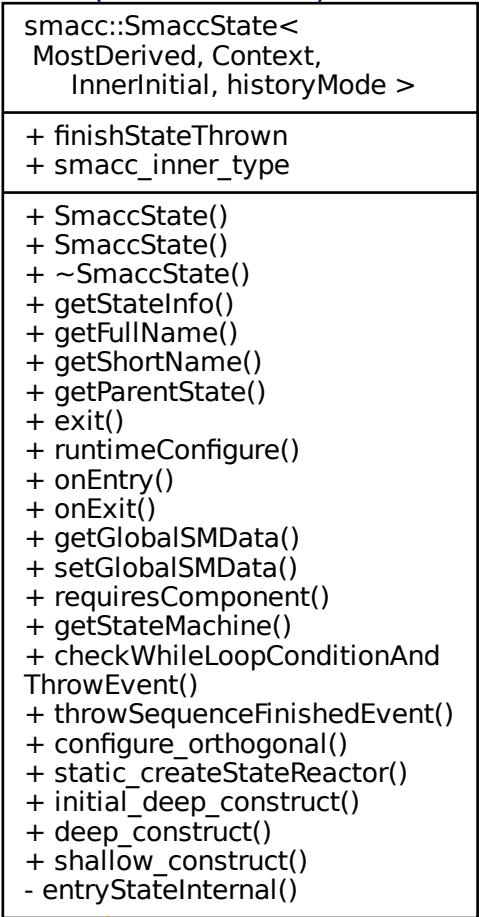 smacc::SmaccState<
MostDerived, Context,
InnerInitial, historyMode >
+ finishStateThrown
+ smacc_inner_type
+ SmaccState()
+ SmaccState()
+ ~SmaccState()
+ getStateInfo()
+ getFullName()
+ getShortName()
+ getParentState()
+ exit()
+ runtimeConfigure()
+ onEntry()
+ onExit()
+ getGlobalSMData()
+ setGlobalSMData()
+ requiresComponent()
+ getStateMachine()
+ checkWhileLoopConditionAnd
ThrowEvent()
+ throwSequenceFinishedEvent()
+ configure_orthogonal()
+ static_createStateReactor()
+ initial_deep_construct()
+ deep_construct()
+ shallow_construct()
- entryStateInternal()